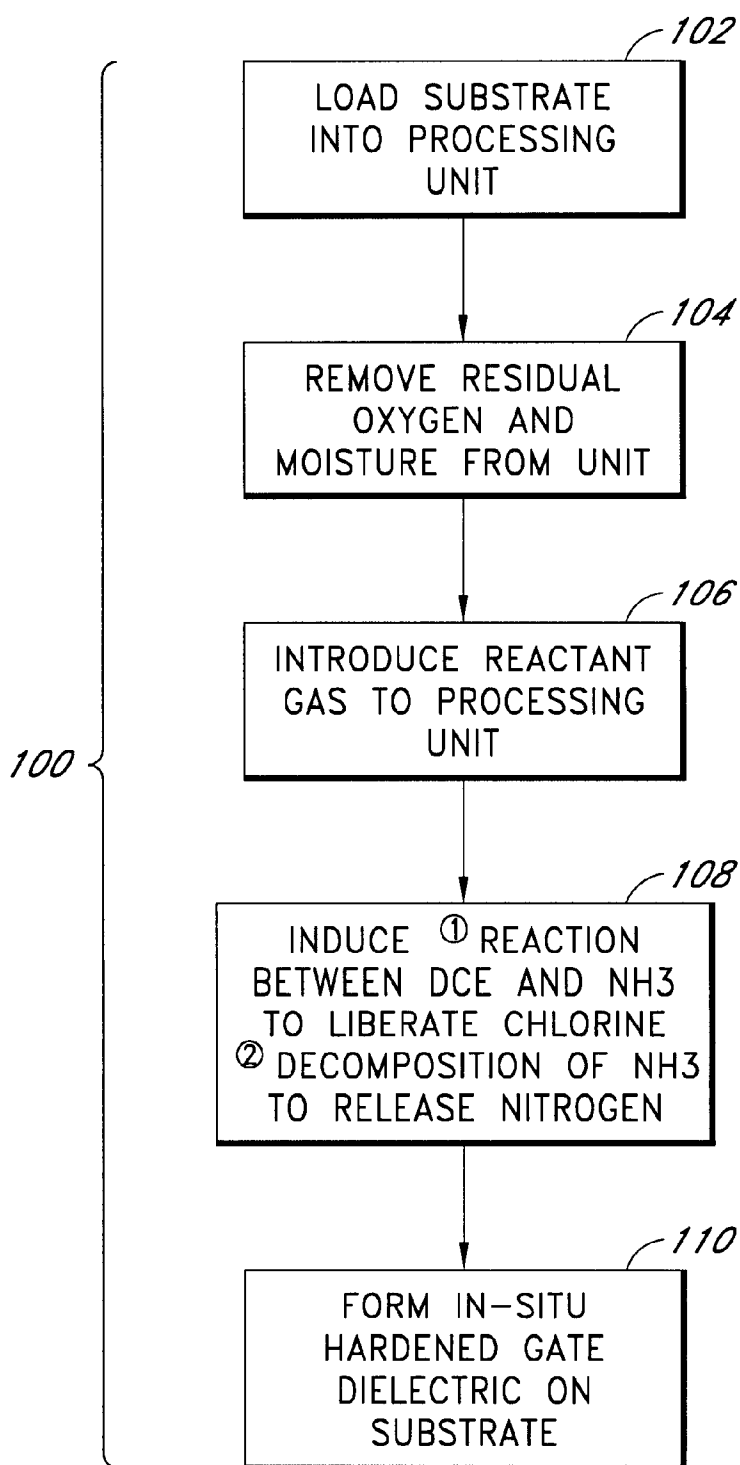 102
LOAD SUBSTRATE
INTO PROCESSING
UNIT
104
REMOVE RESIDUAL
OXYGEN AND
MOISTURE FROM UNIT
106
INTRODUCE REACTANT
GAS TO PROCESSING
UNIT
100
108
INDUCE ① REACTION
BETWEEN DCE AND NH3
TO LIBERATE CHLORINE
② DECOMPOSITION OF NH3
TO RELEASE NITROGEN
110
FORM IN-SITU
HARDENED GATE
DIELECTRIC ON
SUBSTRATE